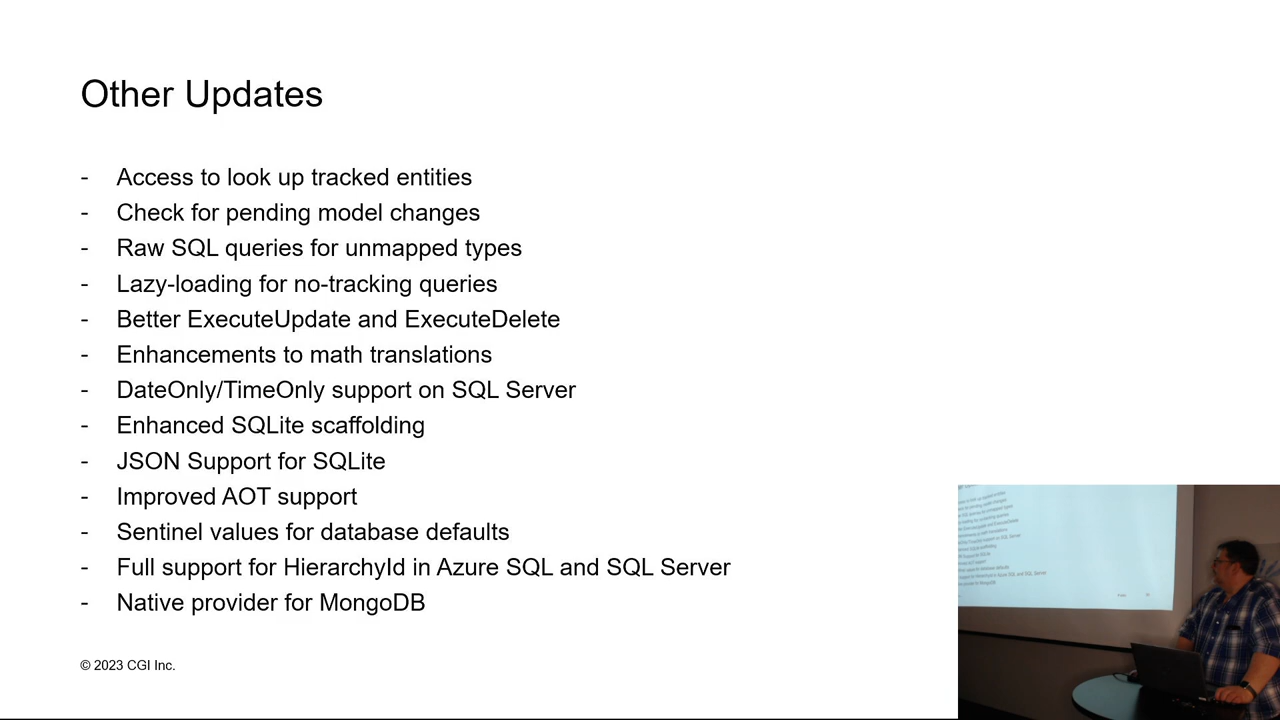 Other Updates
- Access to look up tracked entities
- Check for pending model changes
- Raw SQL queries for unmapped types
- Lazy-loading for no-tracking queries
- Better ExecuteUpdate and ExecuteDelete
- Enhancements to math translations
- DateOnly/TimeOnly support on SQL Server
- Enhanced SQLite scaffolding
- JSON Support for SQLite
- Improved AOT support
- Sentinel values for database defaults
- Full support for HierarchyId in Azure SQL and SQL Server
- Native provider for MongoDB
© 2023 CGI Inc.